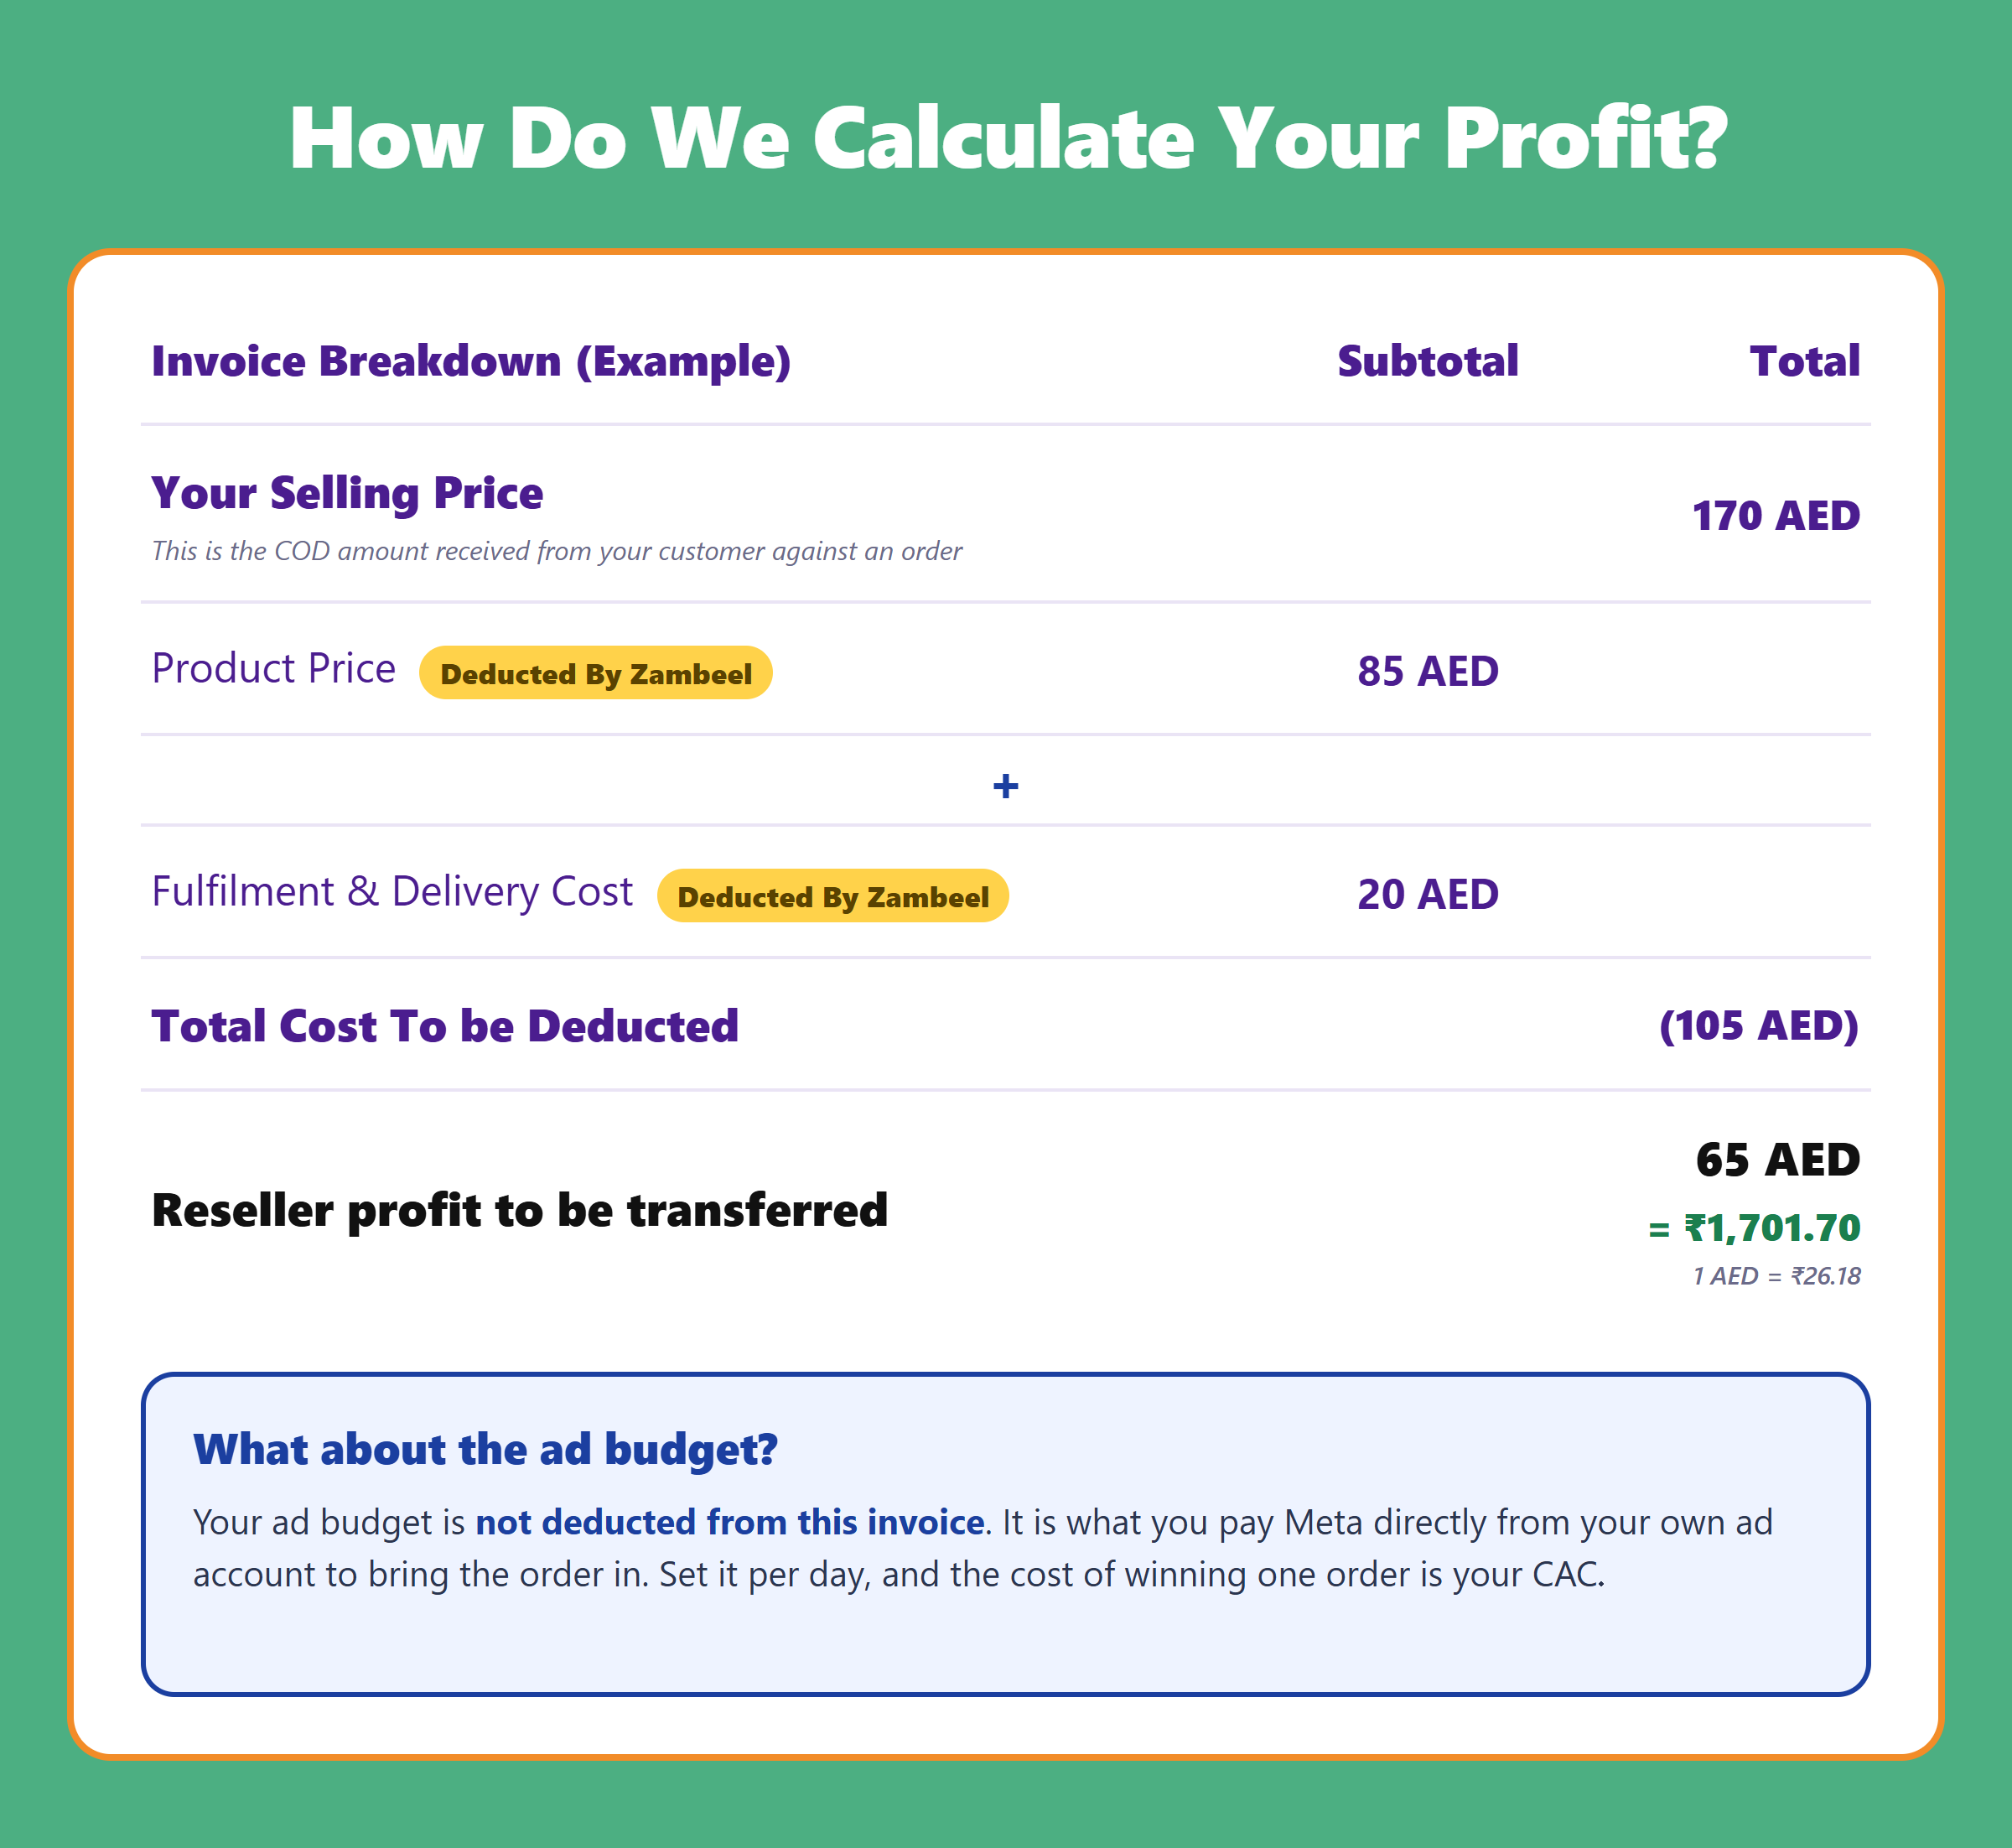 How Do We Calculate Your Profit?
Invoice Breakdown (Example) Subtotal Total
Your Selling Price
This is the COD amount received from your customer against an order
170 AED
Product Price Deducted By Zambeel 85 AED
+
Fulfilment & Delivery Cost Deducted By Zambeel 20 AED
Total Cost To be Deducted (105 AED)
Reseller profit to be transferred
65 AED
= ₹1,701.70
1 AED = ₹26.18
What about the ad budget?
Your ad budget is not deducted from this invoice. It is what you pay Meta directly from your own ad
account to bring the order in. Set it per day, and the cost of winning one order is your CAC.